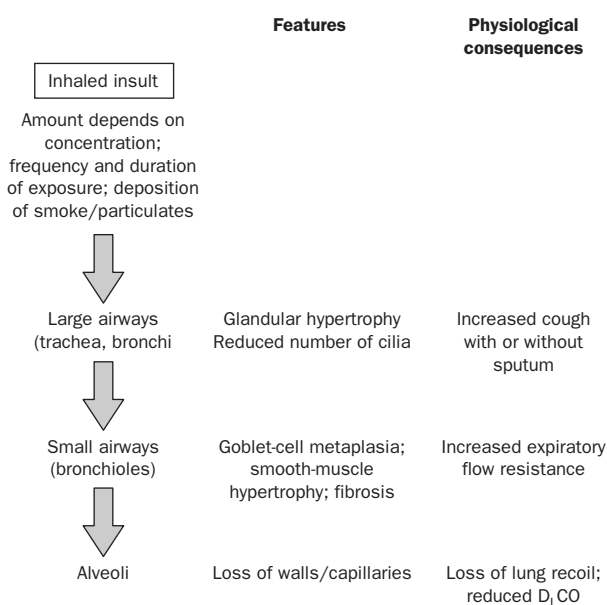 Features
Physiological
consequences
Inhaled insult
Amount depends on
concentration;
frequency and duration
of exposure; deposition
of smoke/particulates
Large airways
(trachea, bronchi
Glandular hypertrophy
Reduced number of cilia
Increased cough
with or without
sputum
Small airways
(bronchioles)
Goblet-cell metaplasia;
smooth-muscle
hypertrophy; fibrosis
Increased expiratory
flow resistance
Alveoli
Loss of walls/capillaries
Loss of lung recoil;
reduced DLCO